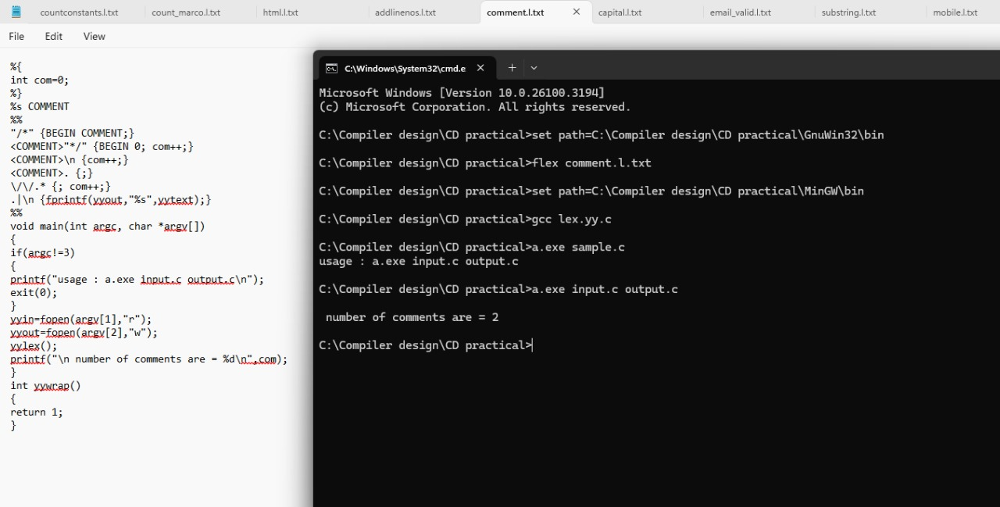 countconstants.l.txt count_marco.l.txt html.l.txt addlinenos.l.txt comment.l.txt capital.l.txt email_valid.l.txt substring.l.txt mobile.l.txt
File Edit View
%{
int com=0;
%}
%s COMMENT
%%
"/*" {BEGIN COMMENT;}
<COMMENT>"*/" {BEGIN 0; com++;}
<COMMENT>\n {com++;}
<COMMENT>. {;}
\/\/.* {; com++;}
.|\n {fprintf(yyout,"%s",yytext);}
%%
void main(int argc, char *argv[])
{
if(argc!=3)
{
printf("usage : a.exe input.c output.c\n");
exit(0);
}
yyin=fopen(argv[1],"r");
yyout=fopen(argv[2],"w");
yylex();
printf("\n number of comments are = %d\n",com);
}
int yywrap()
{
return 1;
}
C:\Windows\System32\cmd.e
Microsoft Windows [Version 10.0.26100.3194]
(c) Microsoft Corporation. All rights reserved.
C:\Compiler design\CD practical>set path=C:\Compiler design\CD practical\GnuWin32\bin
C:\Compiler design\CD practical>flex comment.l.txt
C:\Compiler design\CD practical>set path=C:\Compiler design\CD practical\MinGW\bin
C:\Compiler design\CD practical>gcc lex.yy.c
C:\Compiler design\CD practical>a.exe sample.c
usage : a.exe input.c output.c
C:\Compiler design\CD practical>a.exe input.c output.c
number of comments are = 2
C:\Compiler design\CD practical>